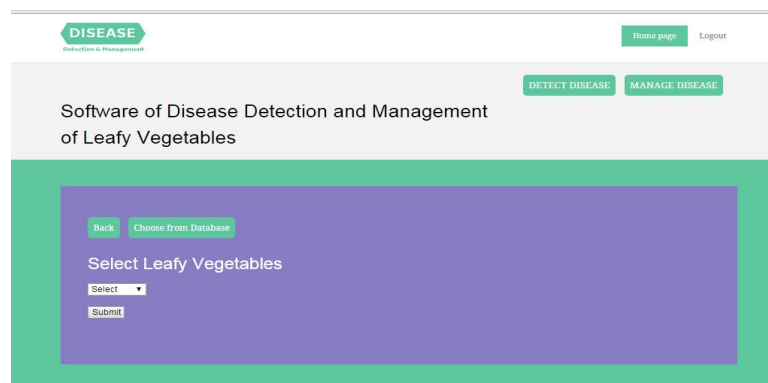 DISEASE
Detection & Management
Home page
Logout
DETECT DISEASE
MANAGE DISEASE
Software of Disease Detection and Management
of Leafy Vegetables
Back
Choose from Database
Select Leafy Vegetables
Select
Submit